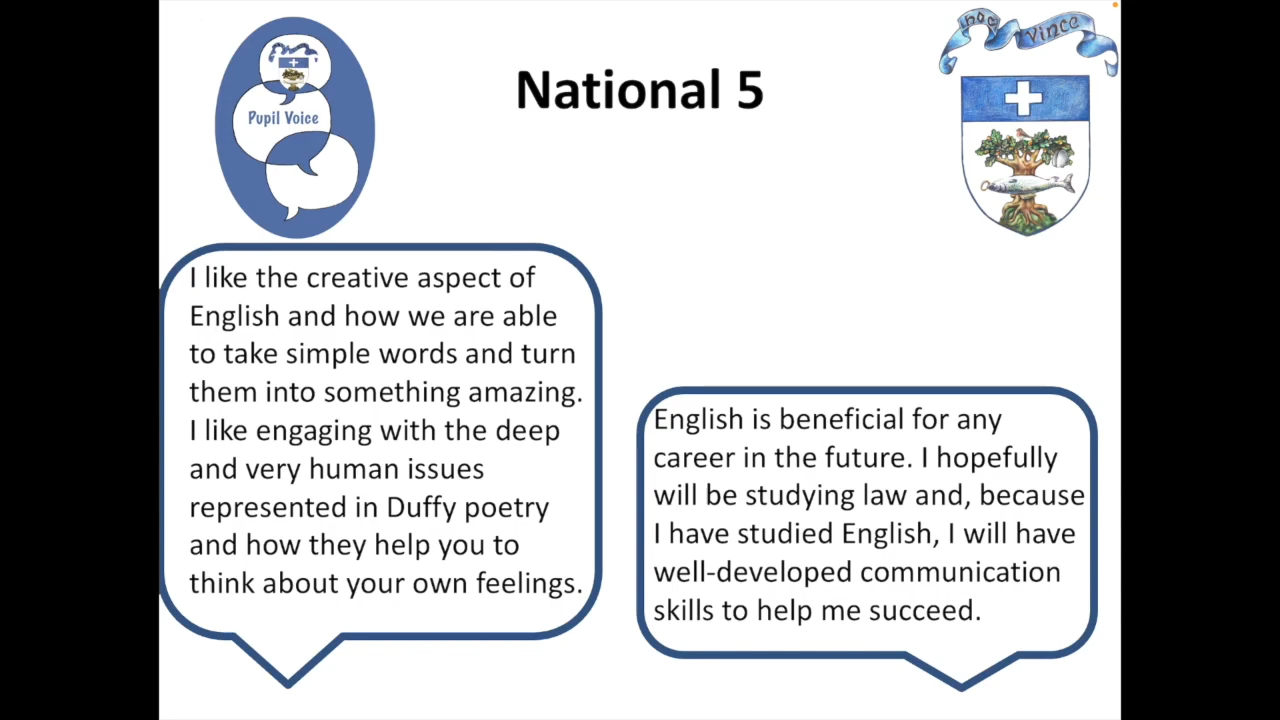 National 5
Pupil Voice
hoc
vince
I like the creative aspect of
English and how we are able
to take simple words and turn
them into something amazing.
I like engaging with the deep
and very human issues
represented in Duffy poetry
and how they help you to
think about your own feelings.
English is beneficial for any
career in the future. I hopefully
will be studying law and, because
I have studied English, I will have
well-developed communication
skills to help me succeed.